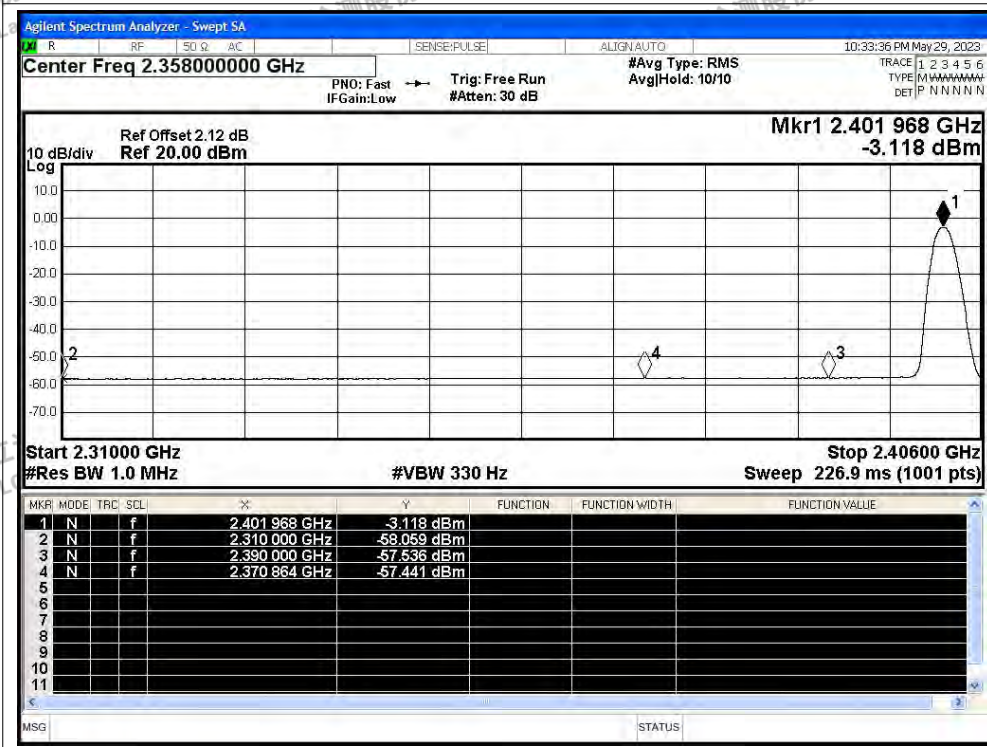 Agilent Spectrum Analyzer - Swept SA
R RF 50 Ω AC SENSE:PULSE ALIGNAUTO 10:33:36 PM May 29, 2023
Center Freq 2.358000000 GHz
PNO: Fast
IFGain:Low
Trig: Free Run
#Atten: 30 dB
#Avg Type: RMS
Avg|Hold: 10/10
TRACE 1 2 3 4 5 6
TYPE M
DET P N N N N N
Mkr1 2.401 968 GHz
-3.118 dBm
Ref Offset 2.12 dB
10 dB/div Ref 20.00 dBm
Log
10.0
0.00
-10.0
-20.0
-30.0
-40.0
-50.0
-60.0
-70.0
1
2
4
3
Start 2.31000 GHz Stop 2.40600 GHz
#Res BW 1.0 MHz #VBW 330 Hz Sweep 226.9 ms (1001 pts)
MKR MODE TRC SCL X Y FUNCTION FUNCTION WIDTH FUNCTION VALUE
1 N f 2.401 968 GHz -3.118 dBm
2 N f 2.310 000 GHz -58.059 dBm
3 N f 2.390 000 GHz -57.536 dBm
4 N f 2.370 864 GHz -57.441 dBm
5
6
7
8
9
10
11
MSG STATUS